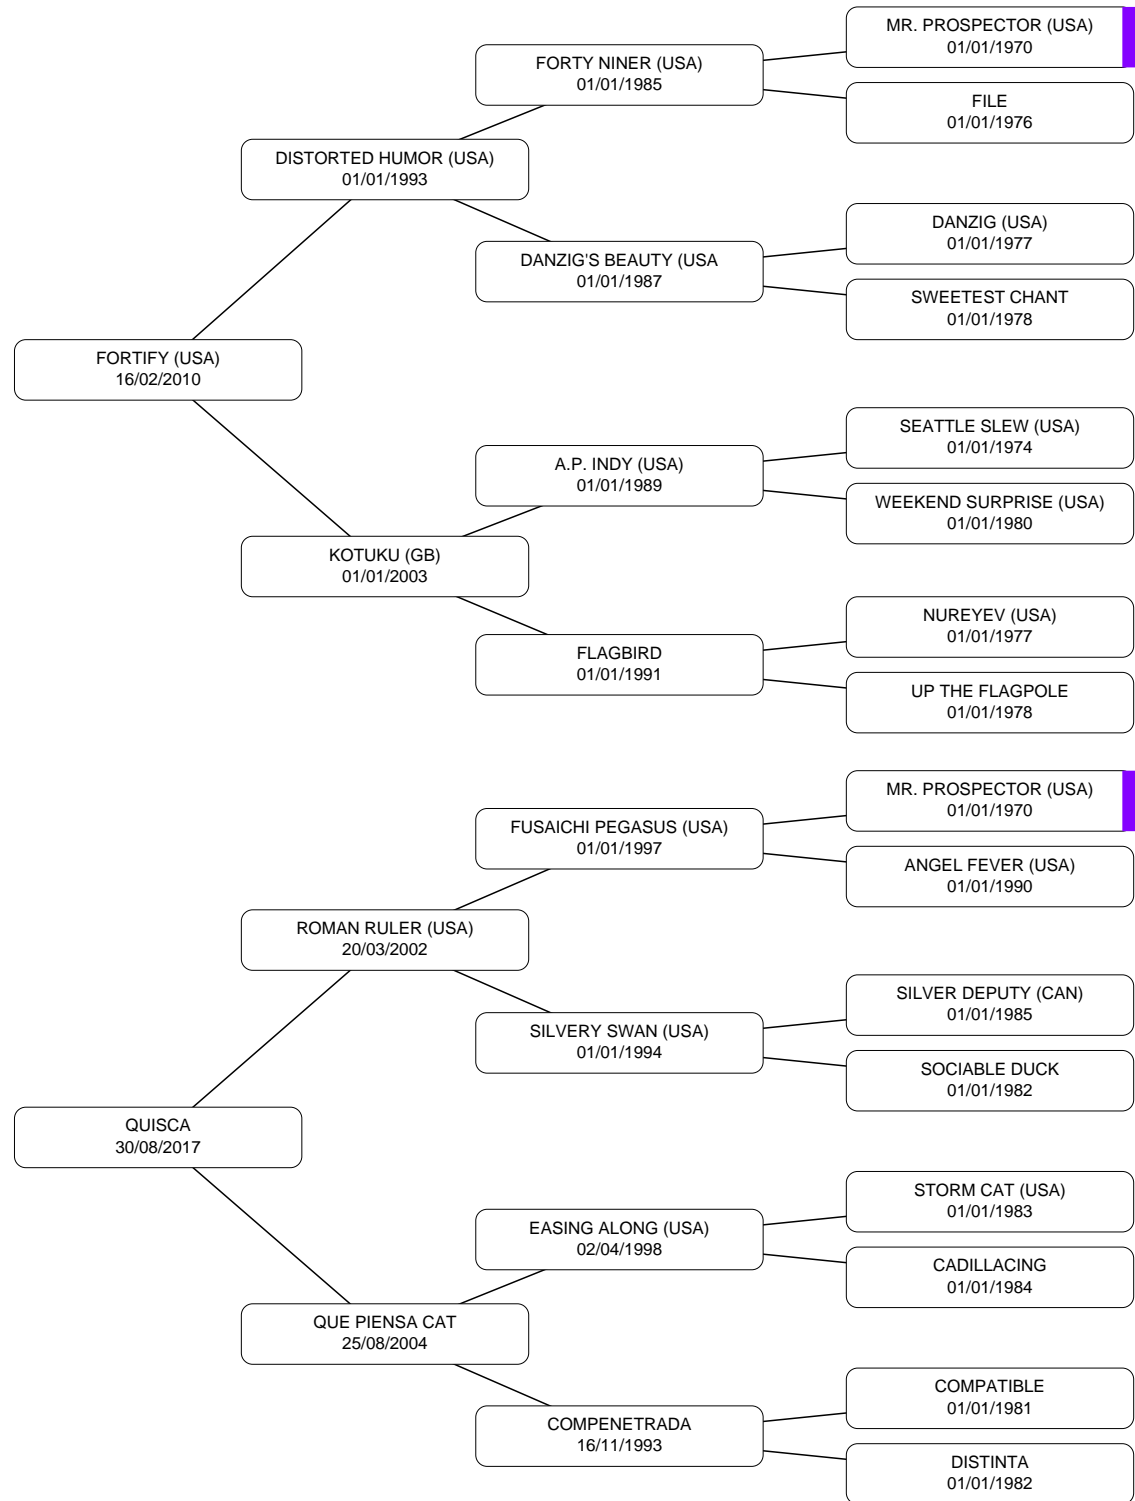 MR. PROSPECTOR (USA)
01/01/1970
FORTY NINER (USA)
01/01/1985
FILE
01/01/1976
DISTORTED HUMOR (USA)
01/01/1993
DANZIG (USA)
01/01/1977
DANZIG'S BEAUTY (USA
01/01/1987
SWEETEST CHANT
01/01/1978
FORTIFY (USA)
16/02/2010
SEATTLE SLEW (USA)
01/01/1974
A.P. INDY (USA)
01/01/1989
WEEKEND SURPRISE (USA)
01/01/1980
KOTUKU (GB)
01/01/2003
NUREYEV (USA)
01/01/1977
FLAGBIRD
01/01/1991
UP THE FLAGPOLE
01/01/1978
MR. PROSPECTOR (USA)
01/01/1970
FUSAICHI PEGASUS (USA)
01/01/1997
ANGEL FEVER (USA)
01/01/1990
ROMAN RULER (USA)
20/03/2002
SILVER DEPUTY (CAN)
01/01/1985
SILVERY SWAN (USA)
01/01/1994
SOCIABLE DUCK
01/01/1982
QUISCA
30/08/2017
STORM CAT (USA)
01/01/1983
EASING ALONG (USA)
02/04/1998
CADILLACING
01/01/1984
QUE PIENSA CAT
25/08/2004
COMPATIBLE
01/01/1981
COMPENETRADA
16/11/1993
DISTINTA
01/01/1982